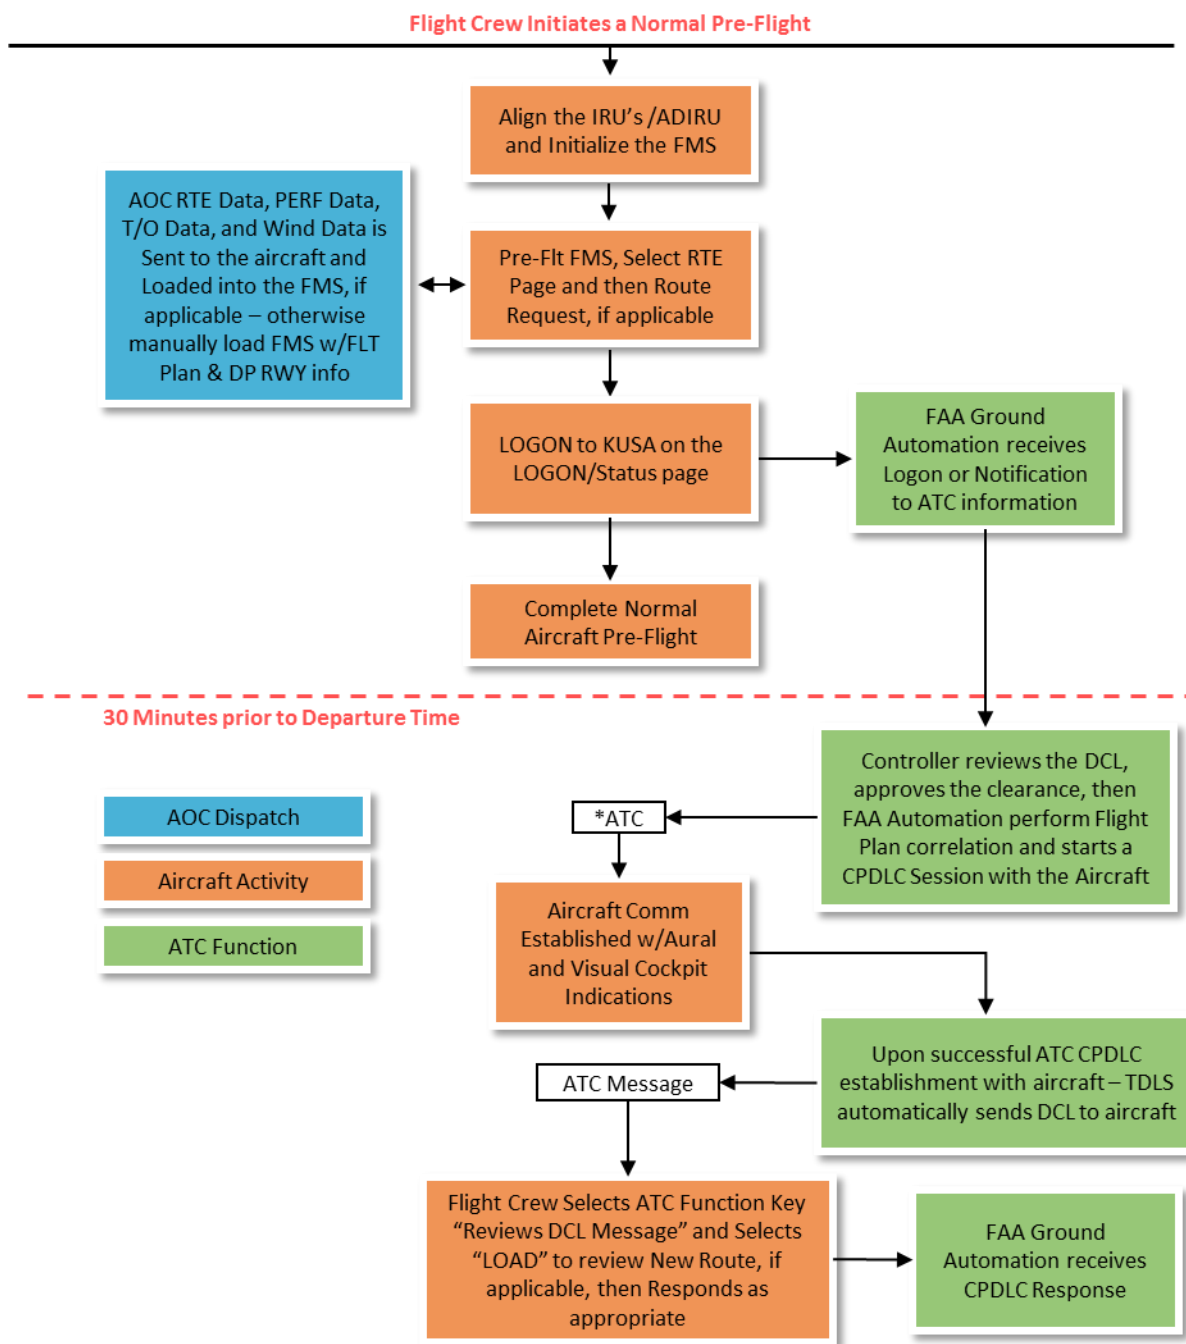 Flight Crew Initiates a Normal Pre-Flight
Align the IRU's /ADIRU
and Initialize the FMS
AOC RTE Data, PERF Data,
T/O Data, and Wind Data is
Sent to the aircraft and
Loaded into the FMS, if
applicable – otherwise
manually load FMS w/FLT
Plan & DP RWY info
Pre-Flt FMS, Select RTE
Page and then Route
Request, if applicable
LOGON to KUSA on the
LOGON/Status page
FAA Ground
Automation receives
Logon or Notification
to ATC information
Complete Normal
Aircraft Pre-Flight
30 Minutes prior to Departure Time
Controller reviews the DCL,
approves the clearance, then
FAA Automation perform Flight
Plan correlation and starts a
CPDLC Session with the Aircraft
*ATC
AOC Dispatch
Aircraft Activity
ATC Function
Aircraft Comm
Established w/Aural
and Visual Cockpit
Indications
Upon successful ATC CPDLC
establishment with aircraft – TDLS
automatically sends DCL to aircraft
ATC Message
Flight Crew Selects ATC Function Key
“Reviews DCL Message” and Selects
“LOAD” to review New Route, if
applicable, then Responds as
appropriate
FAA Ground
Automation receives
CPDLC Response